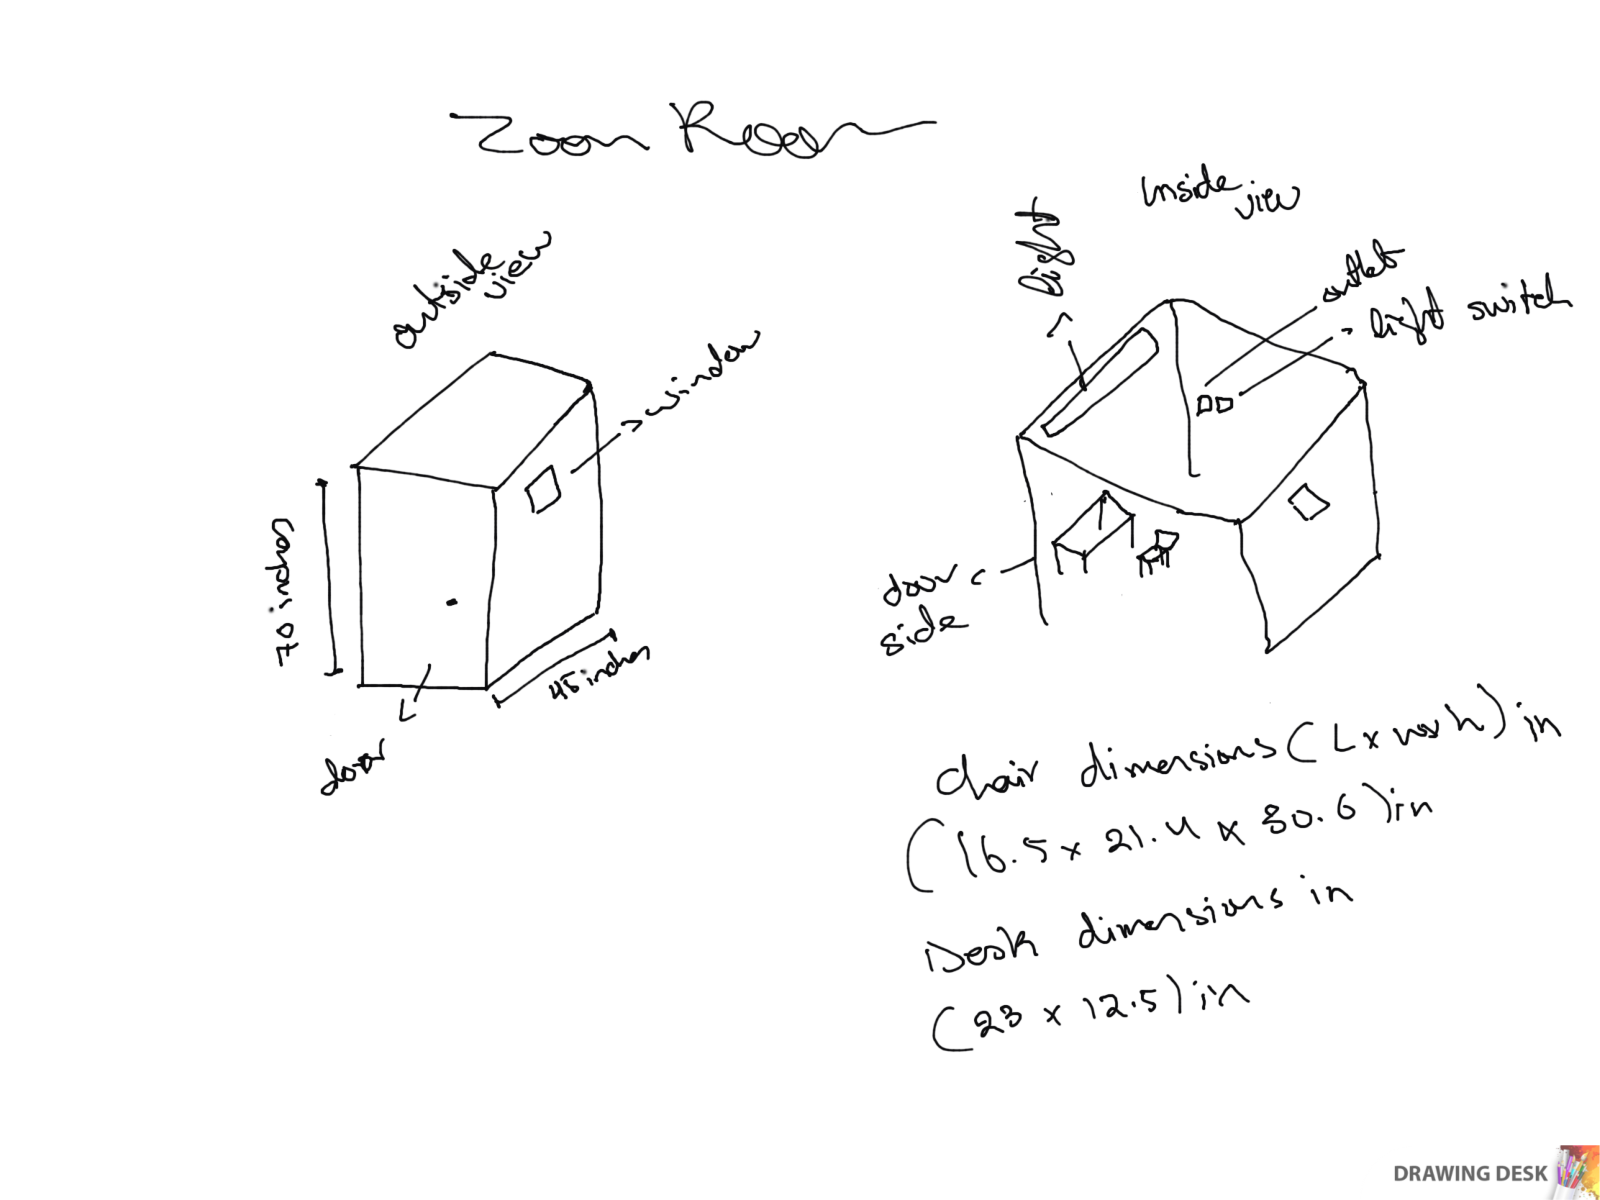 Zoom Room
outside
view
window
70 inches
45 inches
door
Inside
view
light
outlet
light switch
door
side
Chair dimensions (L x w x h) in
(16.5 x 21.4 x 30.6) in
Desk dimensions in
(23 x 12.5) in
DRAWING DESK